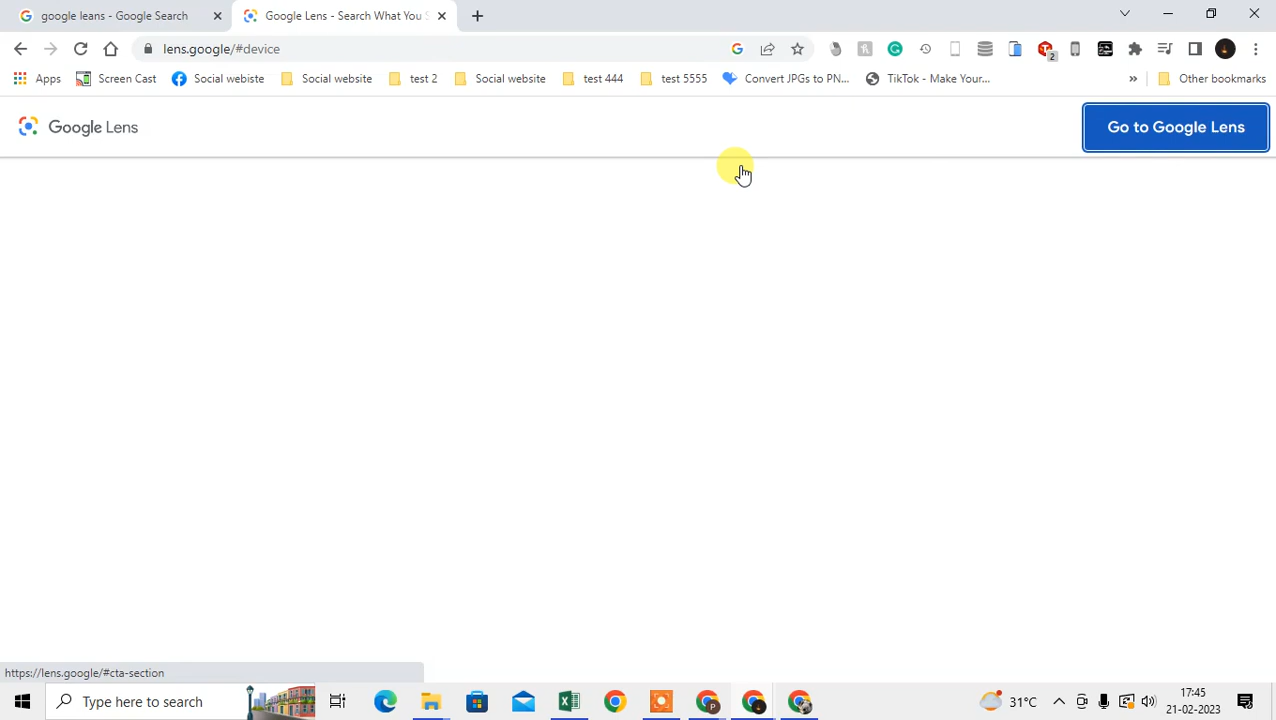 google leans - Google Search
Google Lens - Search What You S
lens.google/#device
2
Apps
Screen Cast
Social webiste
Social website
test 2
Social website
test 444
test 5555
Convert JPGs to PN...
TikTok - Make Your...
»
Other bookmarks
Google Lens
Go to Google Lens
https://lens.google/#cta-section
Type here to search
P
31°C
17:45
21-02-2023